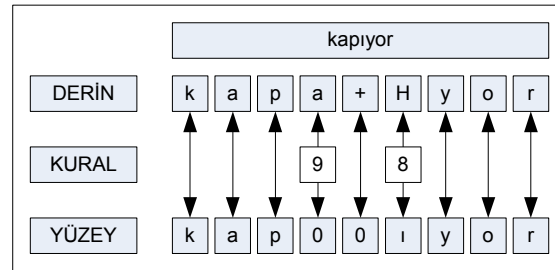 kapıyor
DERİN k a p a + H y o r
KURAL 9 8
YÜZEY k a p 0 0 ı y o r